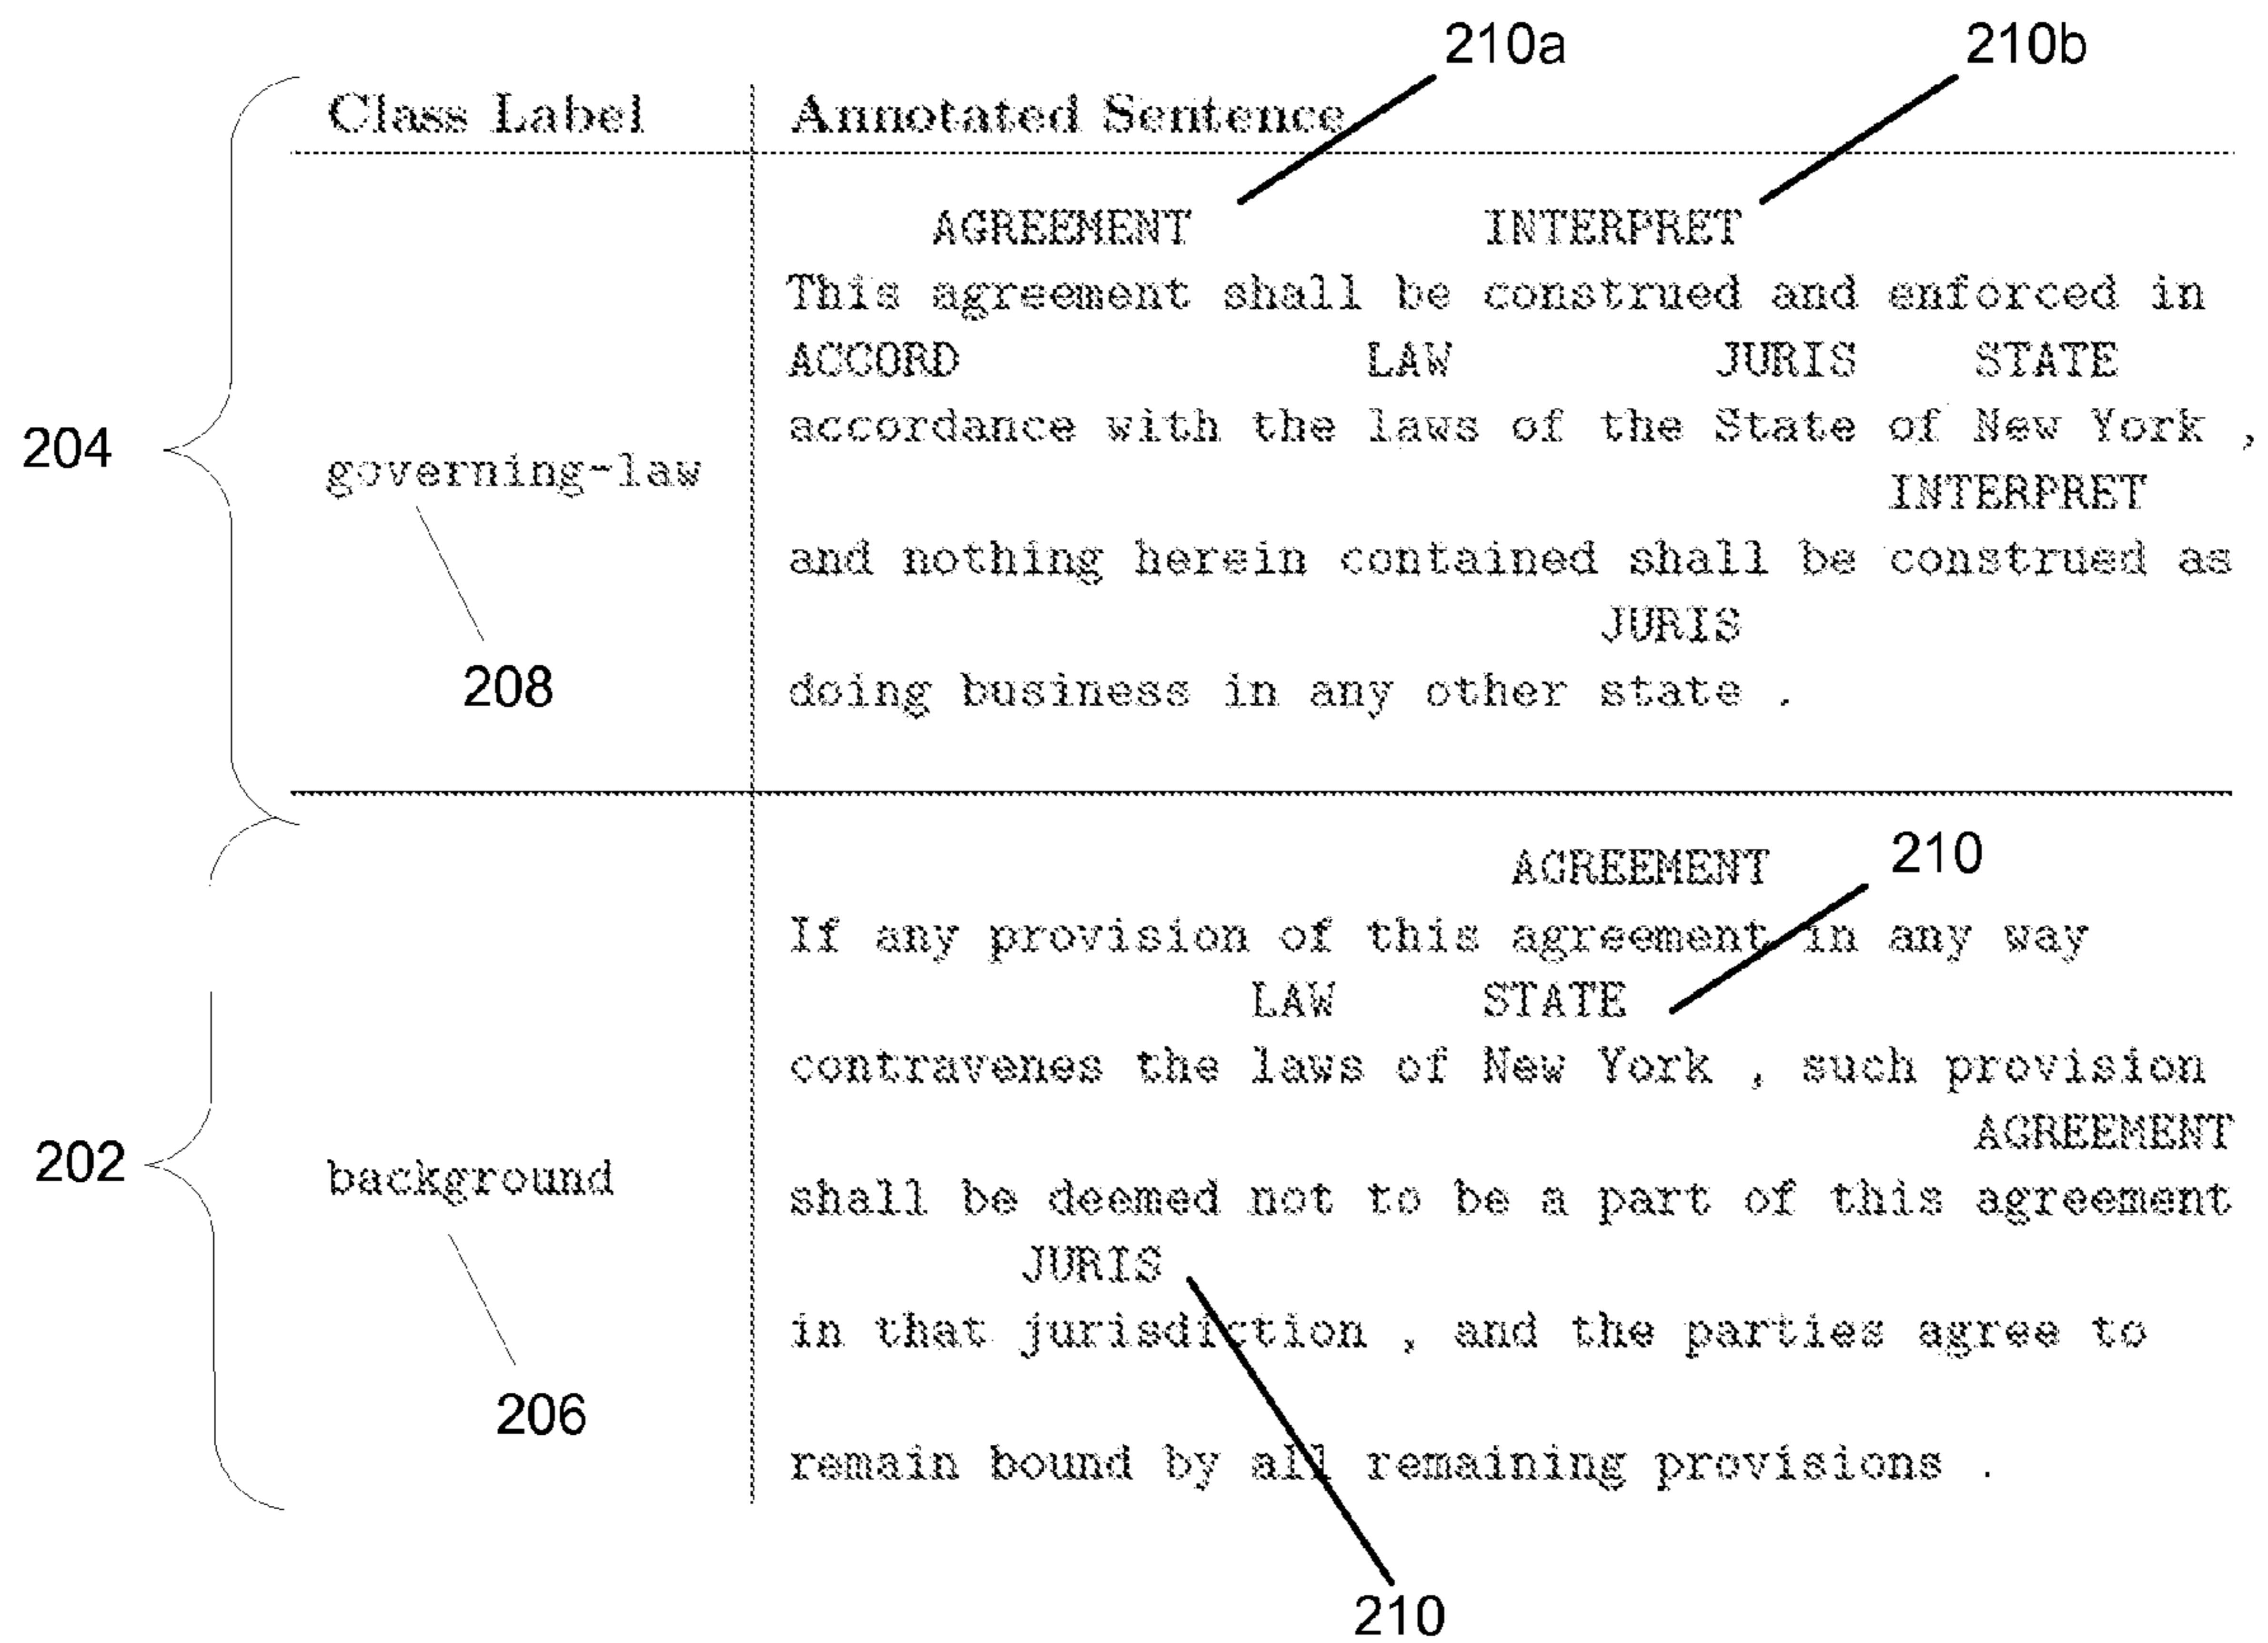 210a 210b
Class Label Annotated Sentence
AGREEMENT INTERPRET
This agreement shall be construed and enforced in
ACCORD LAW JURIS STATE
accordance with the laws of the State of New York ,
204
governing-law
INTERPRET
and nothing herein contained shall be construed as
JURIS
208
doing business in any other state .
AGREEMENT 210
If any provision of this agreement in any way
LAW STATE
contravenes the laws of New York , such provision
AGREEMENT
202
background
shall be deemed not to be a part of this agreement
JURIS
in that jurisdiction , and the parties agree to
206
remain bound by all remaining provisions .
210